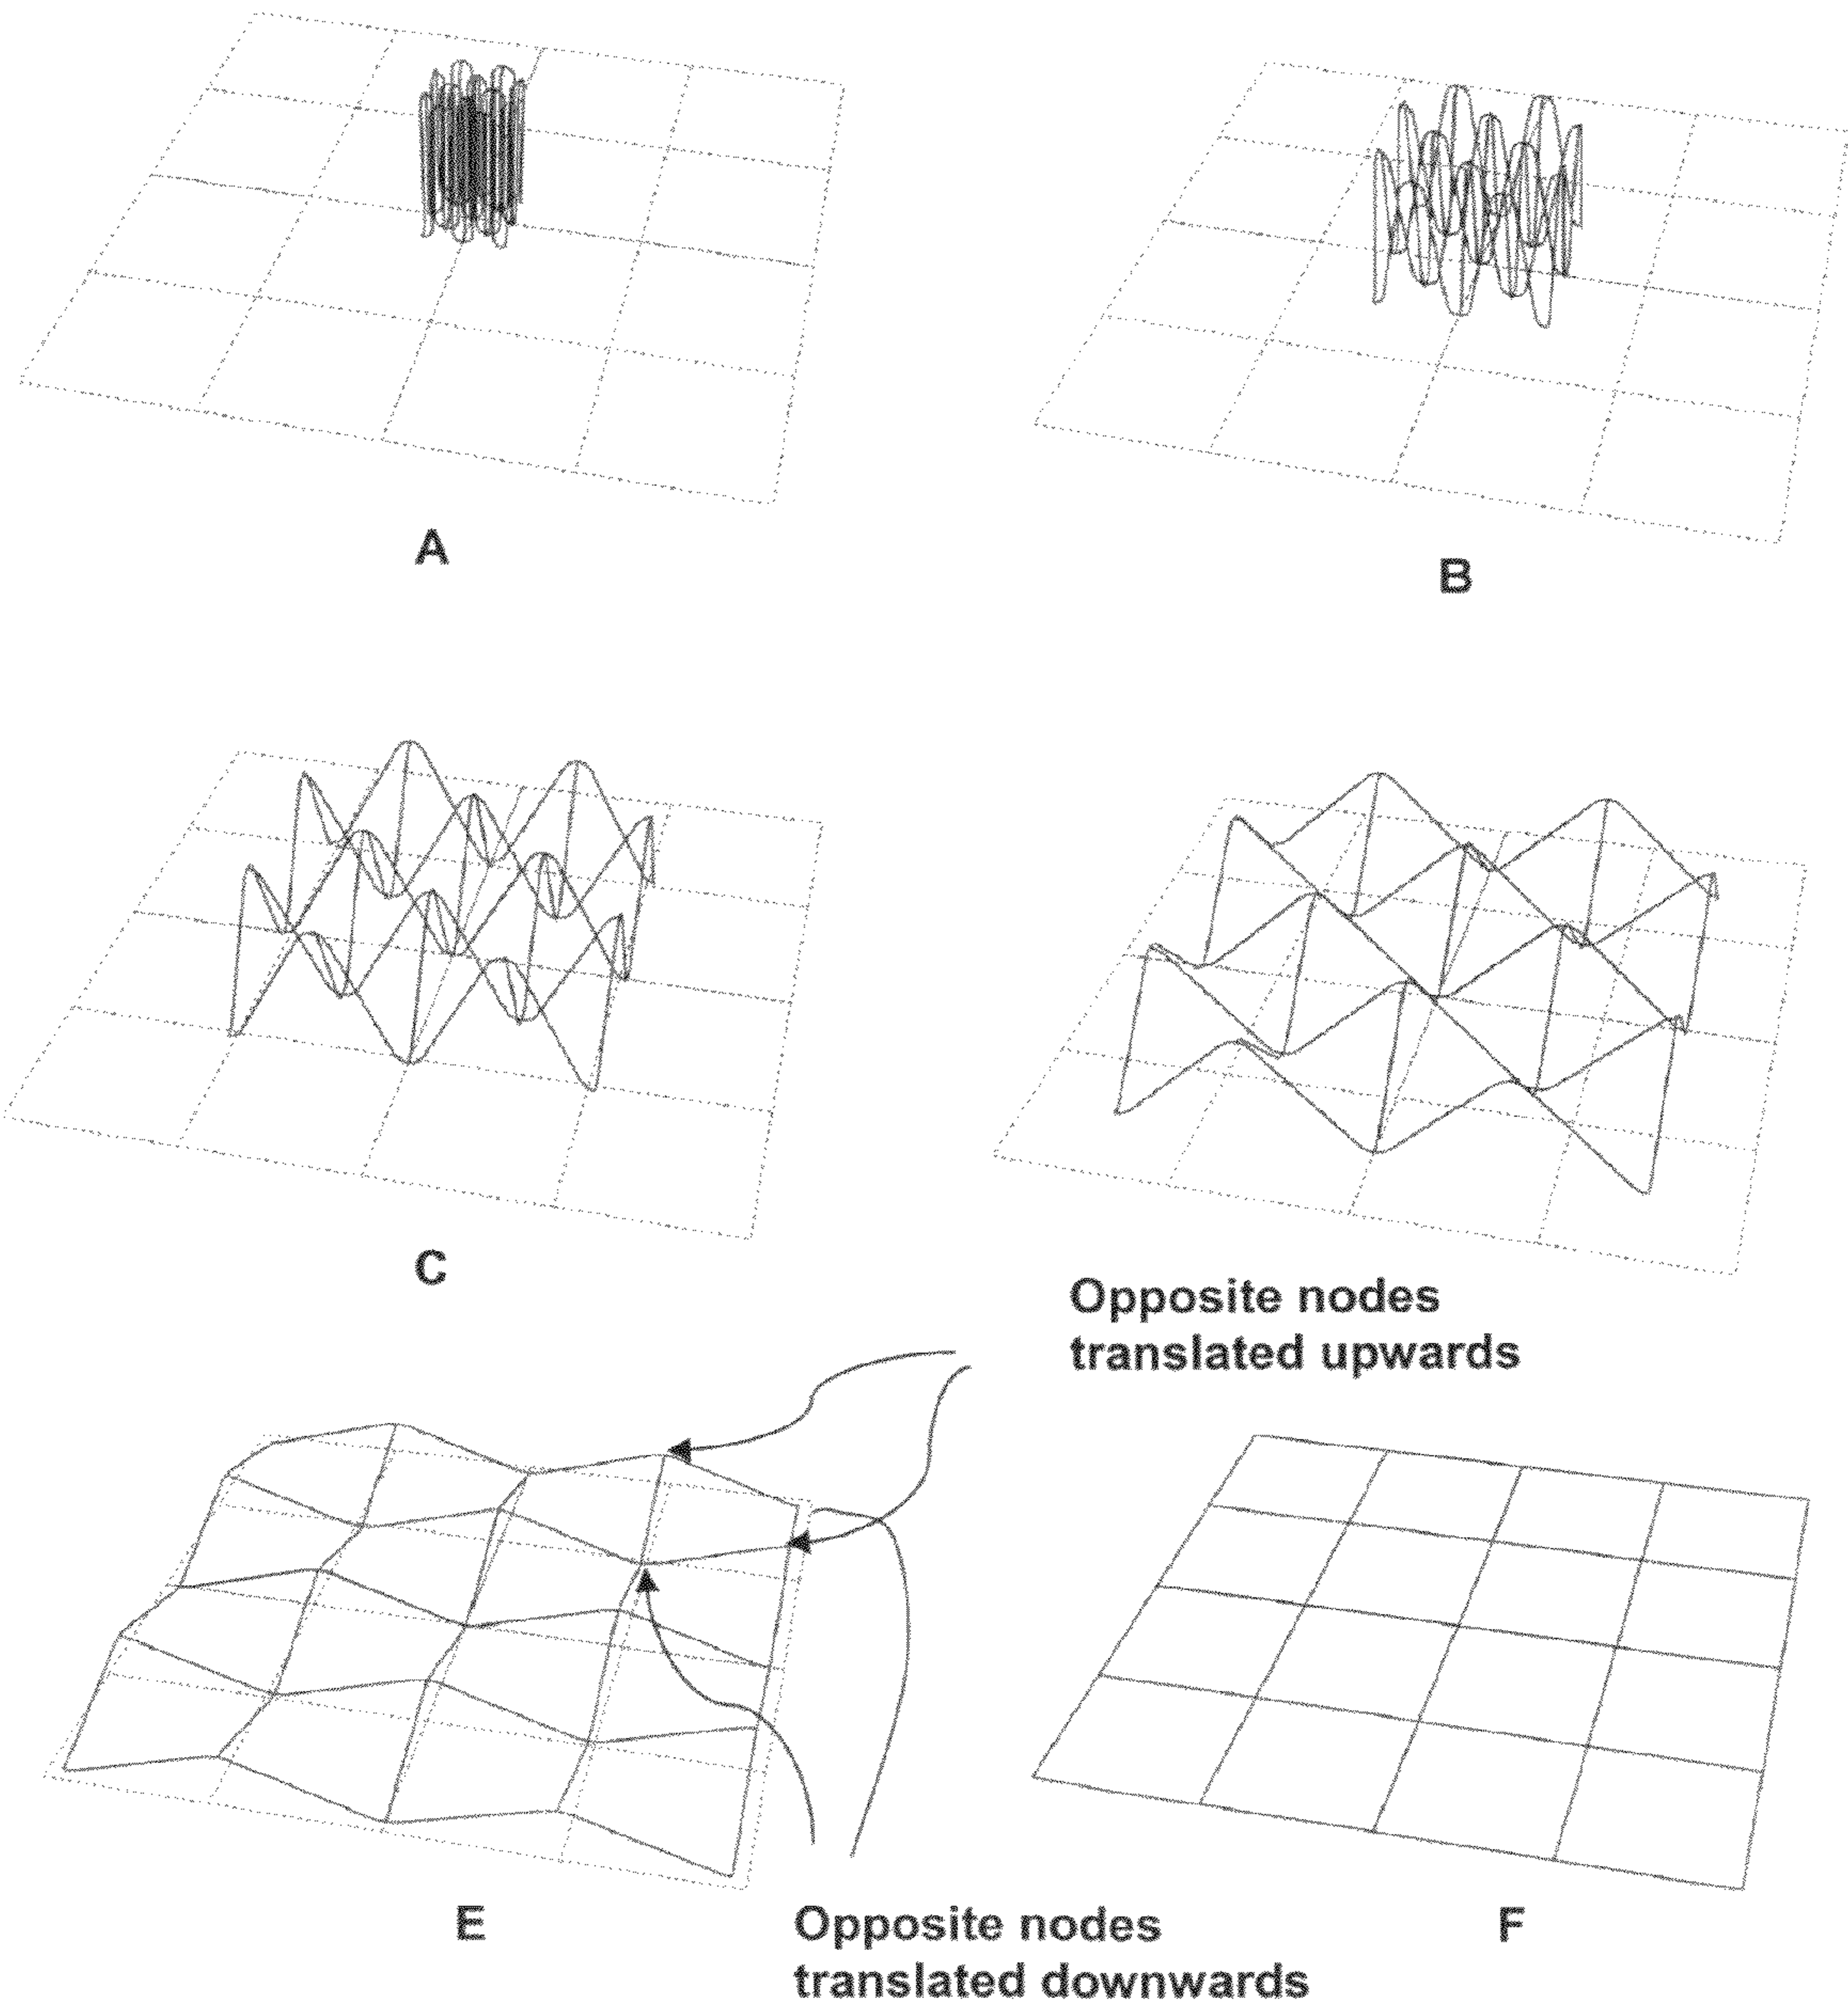 A
B
C
Opposite nodes
translated upwards
E
Opposite nodes
translated downwards
F